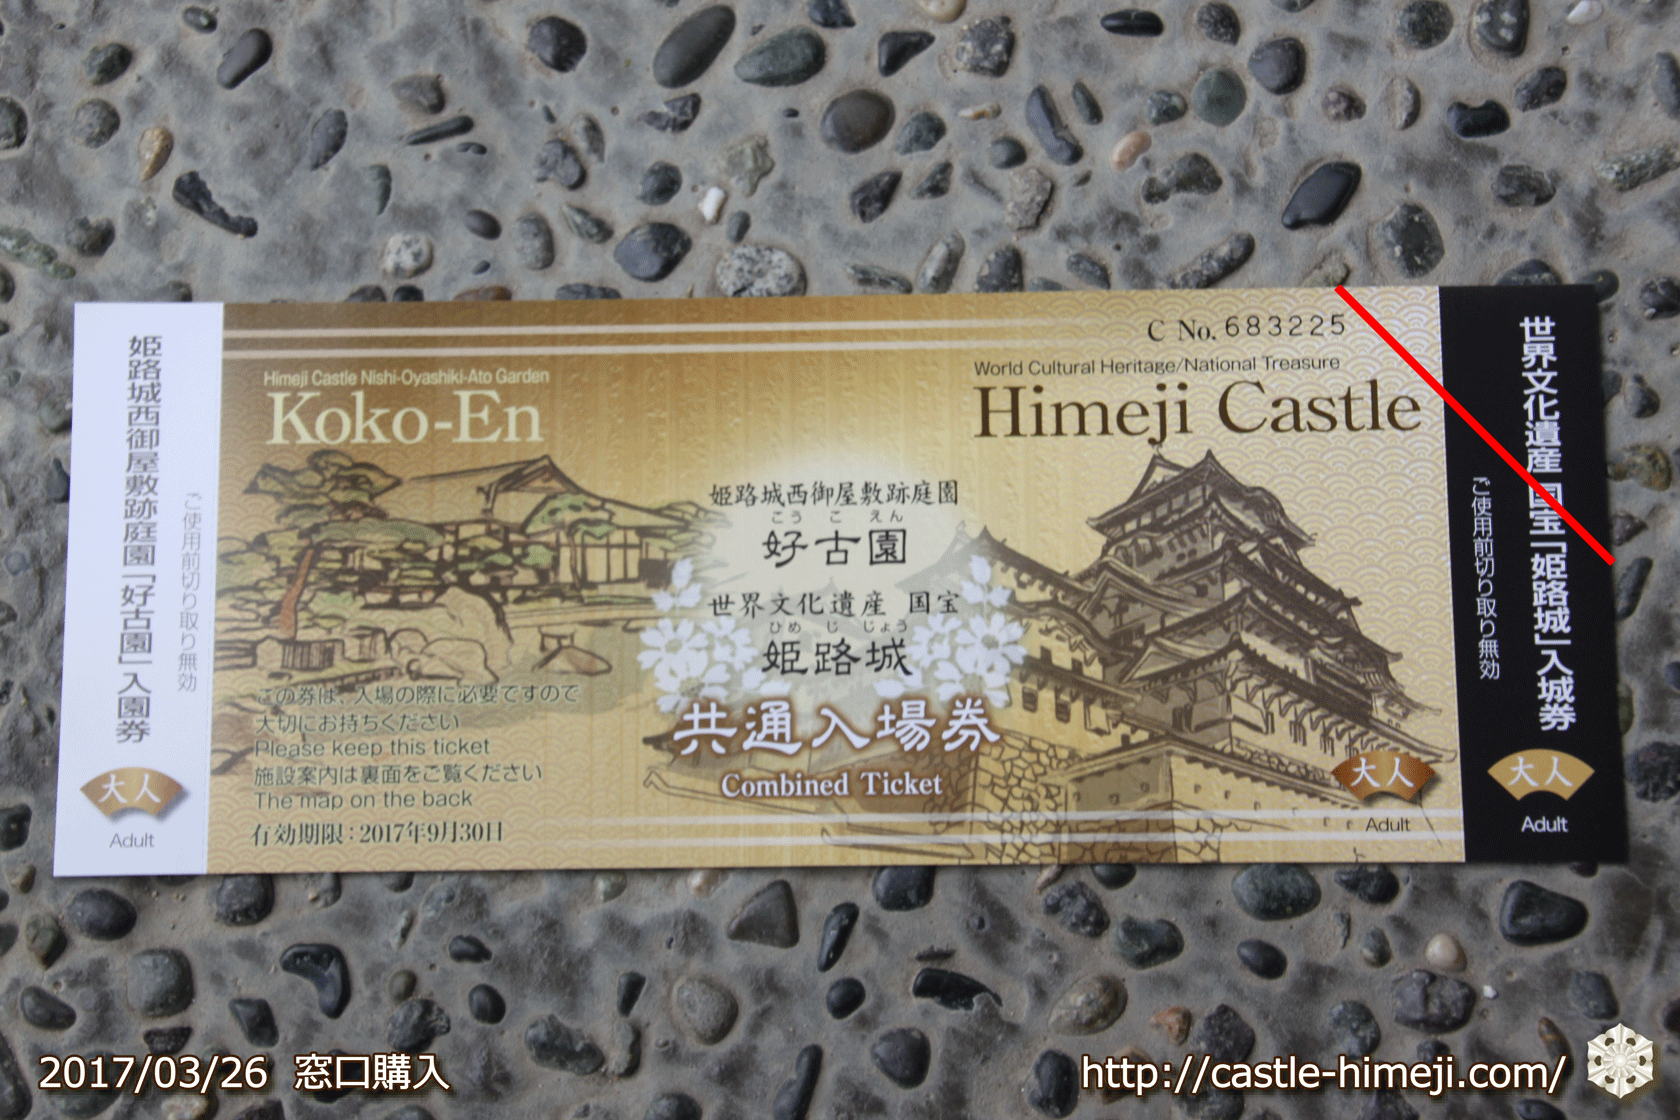 姫路城西御屋敷跡庭園「好古園」入園券
ご使用前切り取り無効
大人
Adult
Himeji Castle Nishi-Oyashiki-Ato Garden
Koko-En
C No. 683225
World Cultural Heritage/National Treasure
Himeji Castle
姫路城西御屋敷跡庭園
こう こ えん
好古園
世界文化遺産 国宝
ひめ じ じょう
姫路城
共通入場券
Combined Ticket
この券は、入場の際に必要ですので
大切にお持ちください
Please keep this ticket
施設案内は裏面をご覧ください
The map on the back
有効期限:2017年9月30日
大人
Adult
世界文化遺産 国宝「姫路城」入城券
ご使用前切り取り無効
大人
Adult
2017/03/26 窓口購入
http://castle-himeji.com/